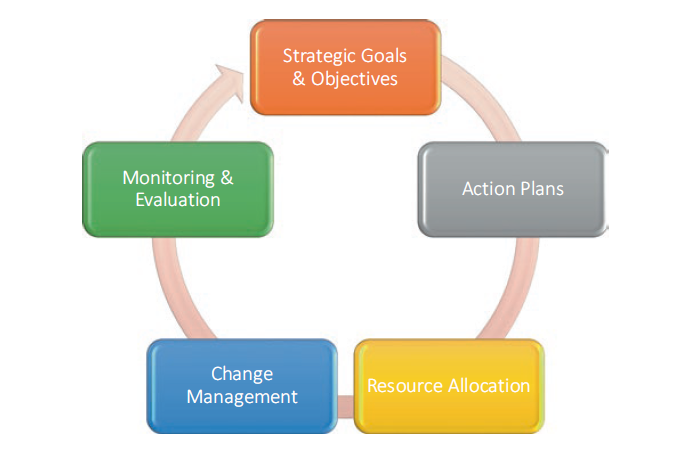 Strategic Goals
& Objectives
Action Plans
Resource Allocation
Change
Management
Monitoring &
Evaluation